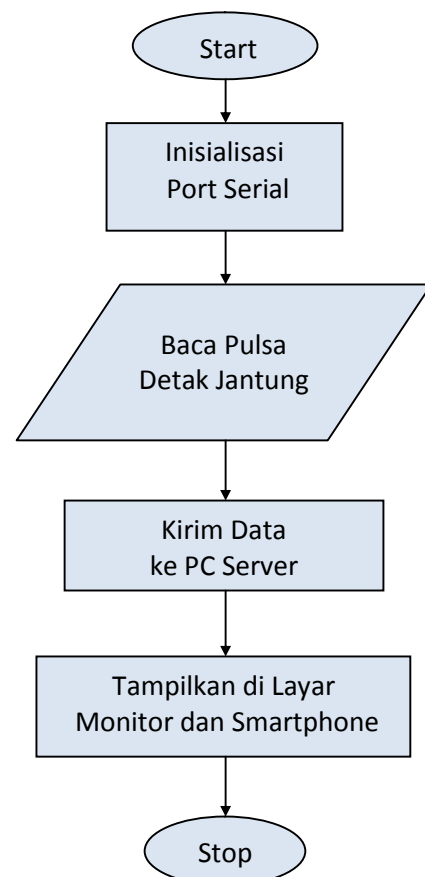 Start
Inisialisasi
Port Serial
Baca Pulsa
Detak Jantung
Kirim Data
ke PC Server
Tampilkan di Layar
Monitor dan Smartphone
Stop